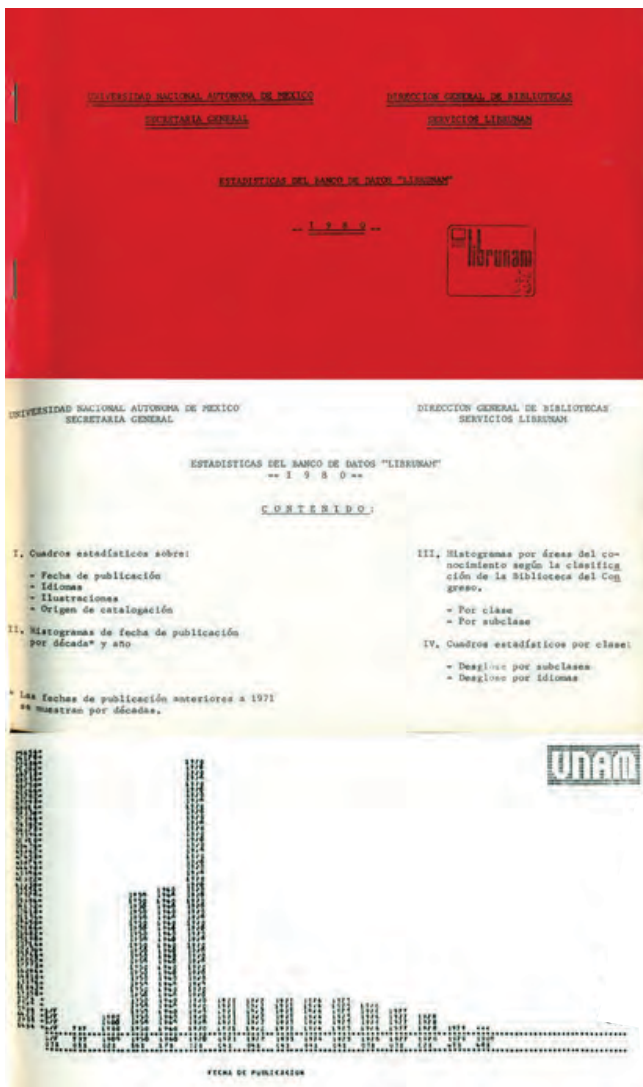 UNIVERSIDAD NACIONAL AUTONOMA DE MEXICO
SECRETARIA GENERAL
DIRECCION GENERAL DE BIBLIOTECAS
SERVICIOS LIBRUNAM
ESTADISTICAS DEL BANCO DE DATOS "LIBRUNAM"
-- 1 9 8 0 --
librunam
UNIVERSIDAD NACIONAL AUTONOMA DE MEXICO
SECRETARIA GENERAL
DIRECCION GENERAL DE BIBLIOTECAS
SERVICIOS LIBRUNAM
ESTADISTICAS DEL BANCO DE DATOS "LIBRUNAM"
-- 1 9 8 0 --
C O N T E N I D O :
I. Cuadros estadísticos sobre:
- Fecha de publicación
- Idiomas
- Ilustraciones
- Origen de catalogación
II. Histogramas de fecha de publicación
por década* y año
* Las fechas de publicación anteriores a 1971
se muestran por décadas.
III. Histogramas por áreas del co-
nocimiento según la clasifica
ción de la Biblioteca del Con
greso.
- Por clase
- Por subclase
IV. Cuadros estadísticos por clase:
- Desglose por subclases
- Desglose por idiomas
UNAM
FECHA DE PUBLICACION